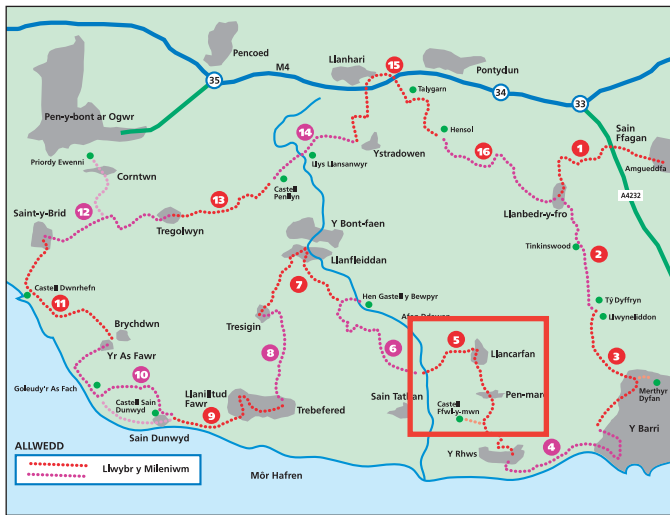 Pencoed
35
M4
Llanhari
15
Pontyclun
34
33
Talygarn
Pen-y-bont ar Ogwr
Hensol
Sain
Ffagan
14
16
1
Priordy Ewenni
Ystradowen
Llys Llansanwyr
Amgueddfa
Corntwn
Castell
Penllyn
13
A4232
Llanbedr-y-fro
12
Saint-y-Brid
Tregolwyn
Y Bont-faen
2
Tinkinswood
Llanfleiddan
7
Castell Dwnrhefn
11
Hen Gastell y Bewpyr
Tŷ Dyffryn
Llwyneliddon
Tresigin
Brychdwn
5
6
8
Llancarfan
3
Yr As Fawr
Goleudy'r As Fach
10
Llanilltud
Fawr
Trebefered
Sain Tathan
Pen-marc
Merthyr
Dyfan
Castell Sain
Dunwyd
9
Castell
Ffwl-y-mwn
Y Barri
Sain Dunwyd
Y Rhws
4
ALLWEDD
Llwybr y Mileniwm
Môr Hafren